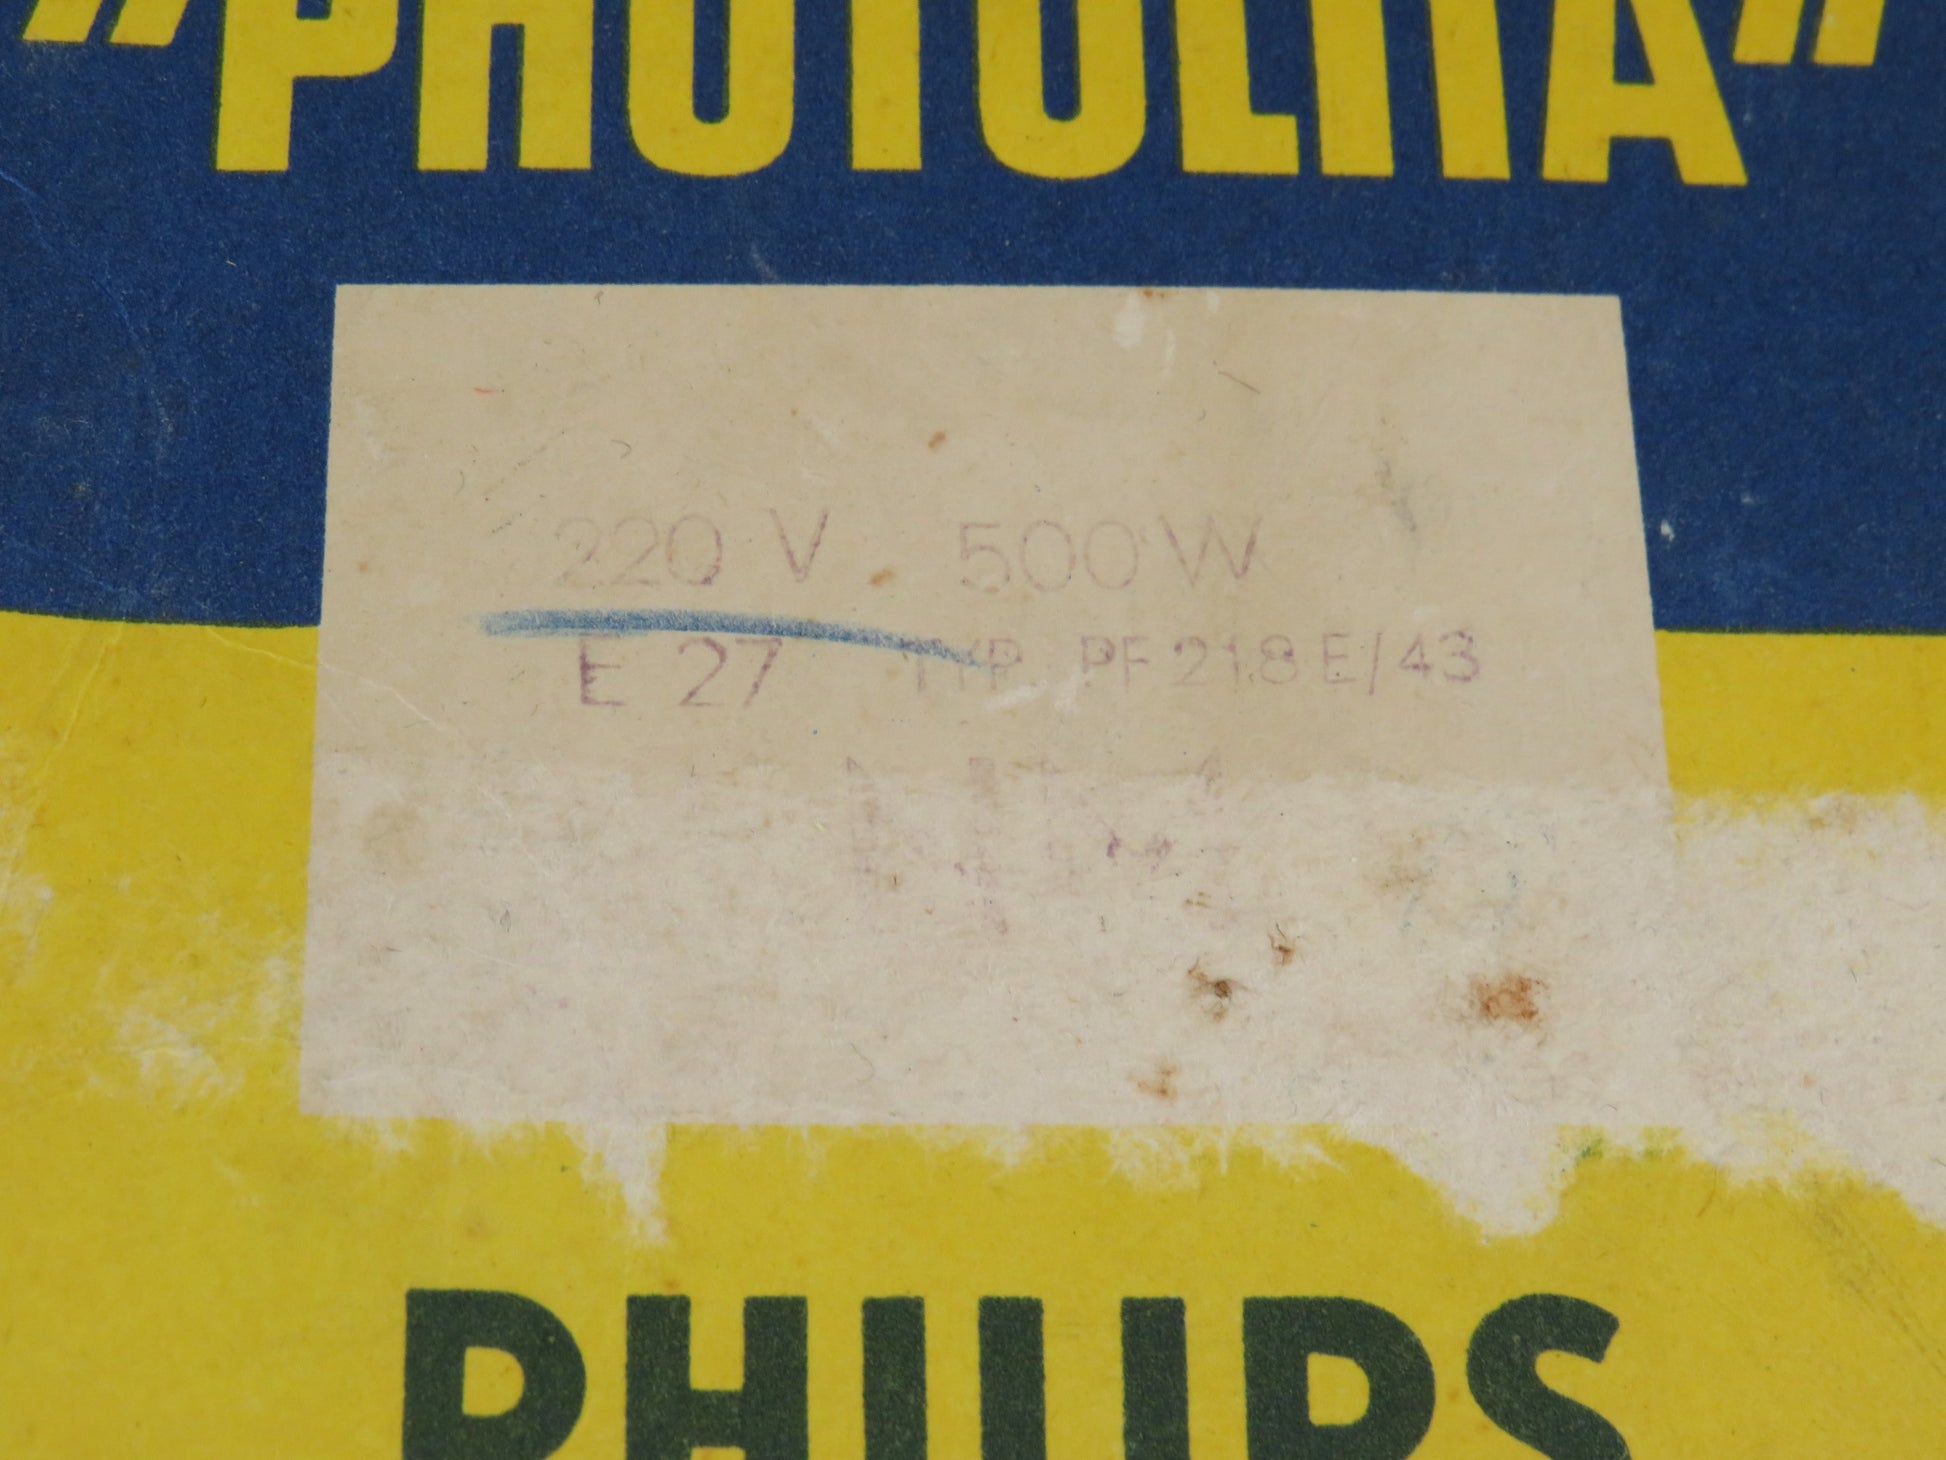 "PHOTOLITA"
220 V 500 W
E 27 TYP. PF 218 E/43
PHILIPS